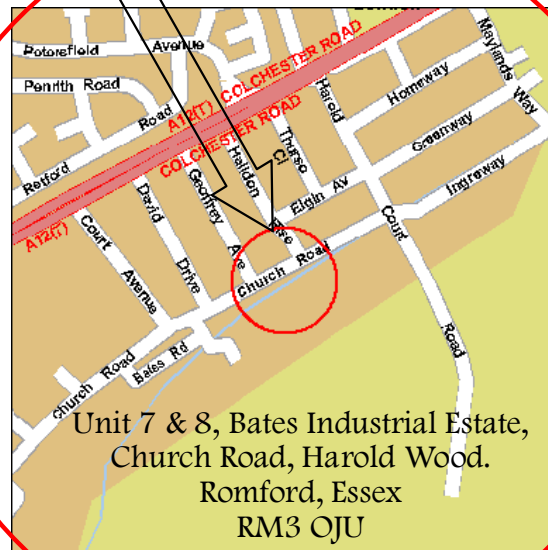 Petersfield Avenue
Penrith Road
Retford Road
A12(T) COLCHESTER ROAD
COLCHESTER ROAD
A12(T)
Maylands Way
Homeway
Greenway
Ingreway
Harold Court Road
Thurso Cl
Halidon Rise
Elgin Av
Geoffrey Ave
David Drive
Court Avenue
Church Road
Church Road
Bates Rd
Unit 7 & 8, Bates Industrial Estate,
Church Road, Harold Wood.
Romford, Essex
RM3 OJU